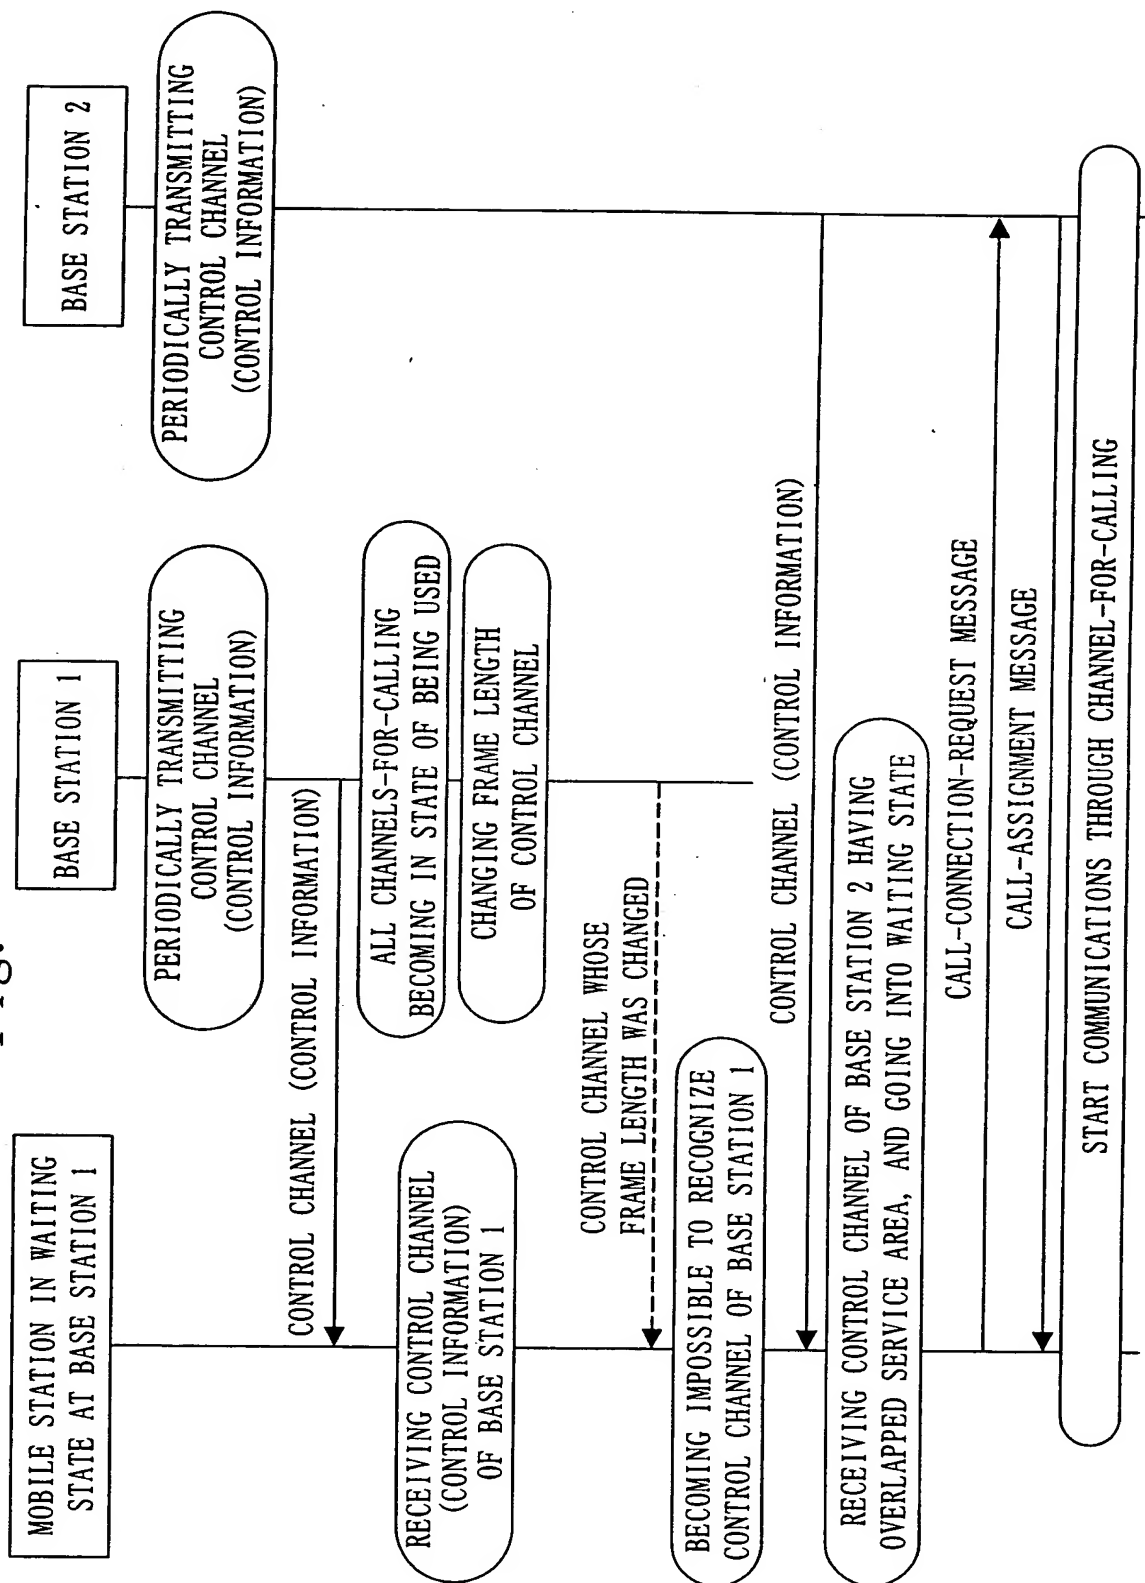 Fig.
MOBILE STATION IN WAITING
STATE AT BASE STATION 1
BASE STATION 1
BASE STATION 2
PERIODICALLY TRANSMITTING
CONTROL CHANNEL
(CONTROL INFORMATION)
PERIODICALLY TRANSMITTING
CONTROL CHANNEL
(CONTROL INFORMATION)
CONTROL CHANNEL (CONTROL INFORMATION)
RECEIVING CONTROL CHANNEL
(CONTROL INFORMATION)
OF BASE STATION 1
ALL CHANNELS-FOR-CALLING
BECOMING IN STATE OF BEING USED
CHANGING FRAME LENGTH
OF CONTROL CHANNEL
CONTROL CHANNEL WHOSE
FRAME LENGTH WAS CHANGED
BECOMING IMPOSSIBLE TO RECOGNIZE
CONTROL CHANNEL OF BASE STATION 1
CONTROL CHANNEL (CONTROL INFORMATION)
RECEIVING CONTROL CHANNEL OF BASE STATION 2 HAVING
OVERLAPPED SERVICE AREA, AND GOING INTO WAITING STATE
CALL-CONNECTION-REQUEST MESSAGE
CALL-ASSIGNMENT MESSAGE
START COMMUNICATIONS THROUGH CHANNEL-FOR-CALLING